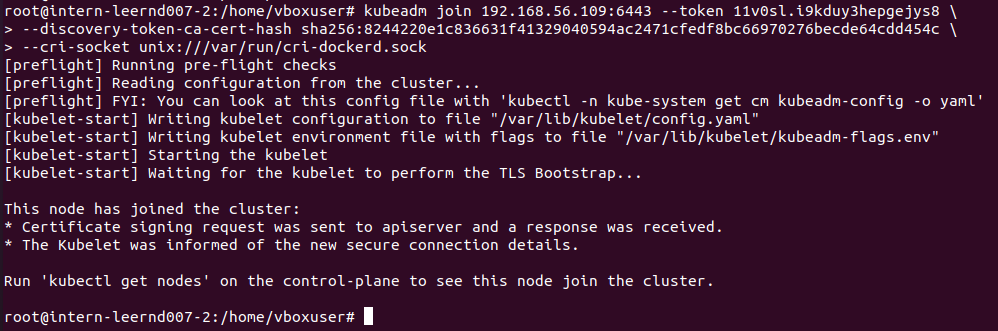 root@intern-leernd007-2:/home/vboxuser# kubeadm join 192.168.56.109:6443 --token 11v0sl.i9kduy3hepgejys8 \
> --discovery-token-ca-cert-hash sha256:8244220e1c836631f41329040594ac2471cfedf8bc66970276becde64cdd454c \
> --cri-socket unix:///var/run/cri-dockerd.sock
[preflight] Running pre-flight checks
[preflight] Reading configuration from the cluster...
[preflight] FYI: You can look at this config file with 'kubectl -n kube-system get cm kubeadm-config -o yaml'
[kubelet-start] Writing kubelet configuration to file "/var/lib/kubelet/config.yaml"
[kubelet-start] Writing kubelet environment file with flags to file "/var/lib/kubelet/kubeadm-flags.env"
[kubelet-start] Starting the kubelet
[kubelet-start] Waiting for the kubelet to perform the TLS Bootstrap...

This node has joined the cluster:
* Certificate signing request was sent to apiserver and a response was received.
* The Kubelet was informed of the new secure connection details.

Run 'kubectl get nodes' on the control-plane to see this node join the cluster.

root@intern-leernd007-2:/home/vboxuser#